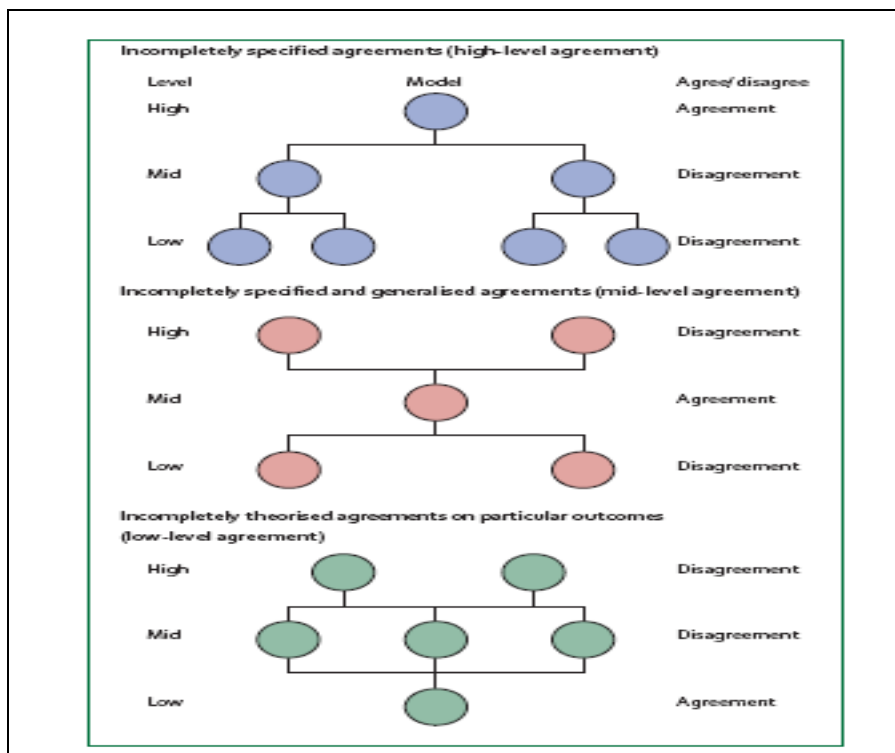 Incompletely specified agreements (high-level agreement)
Level Model Agree/disagree
High Agreement
Mid Disagreement
Low Disagreement
Incompletely specified and generalised agreements (mid-level agreement)
High Disagreement
Mid Agreement
Low Disagreement
Incompletely theorised agreements on particular outcomes
(low-level agreement)
High Disagreement
Mid Disagreement
Low Agreement